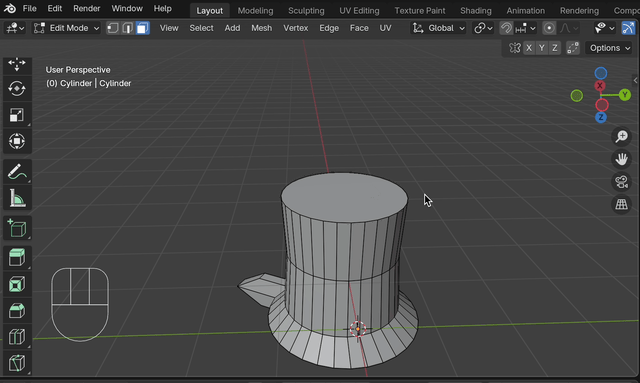 File Edit Render Window Help Layout Modeling Sculpting UV Editing Texture Paint Shading Animation Rendering
Edit Mode View Select Add Mesh Vertex Edge Face UV Global
X Y Z Options
User Perspective
(0) Cylinder | Cylinder
X
Y
Z